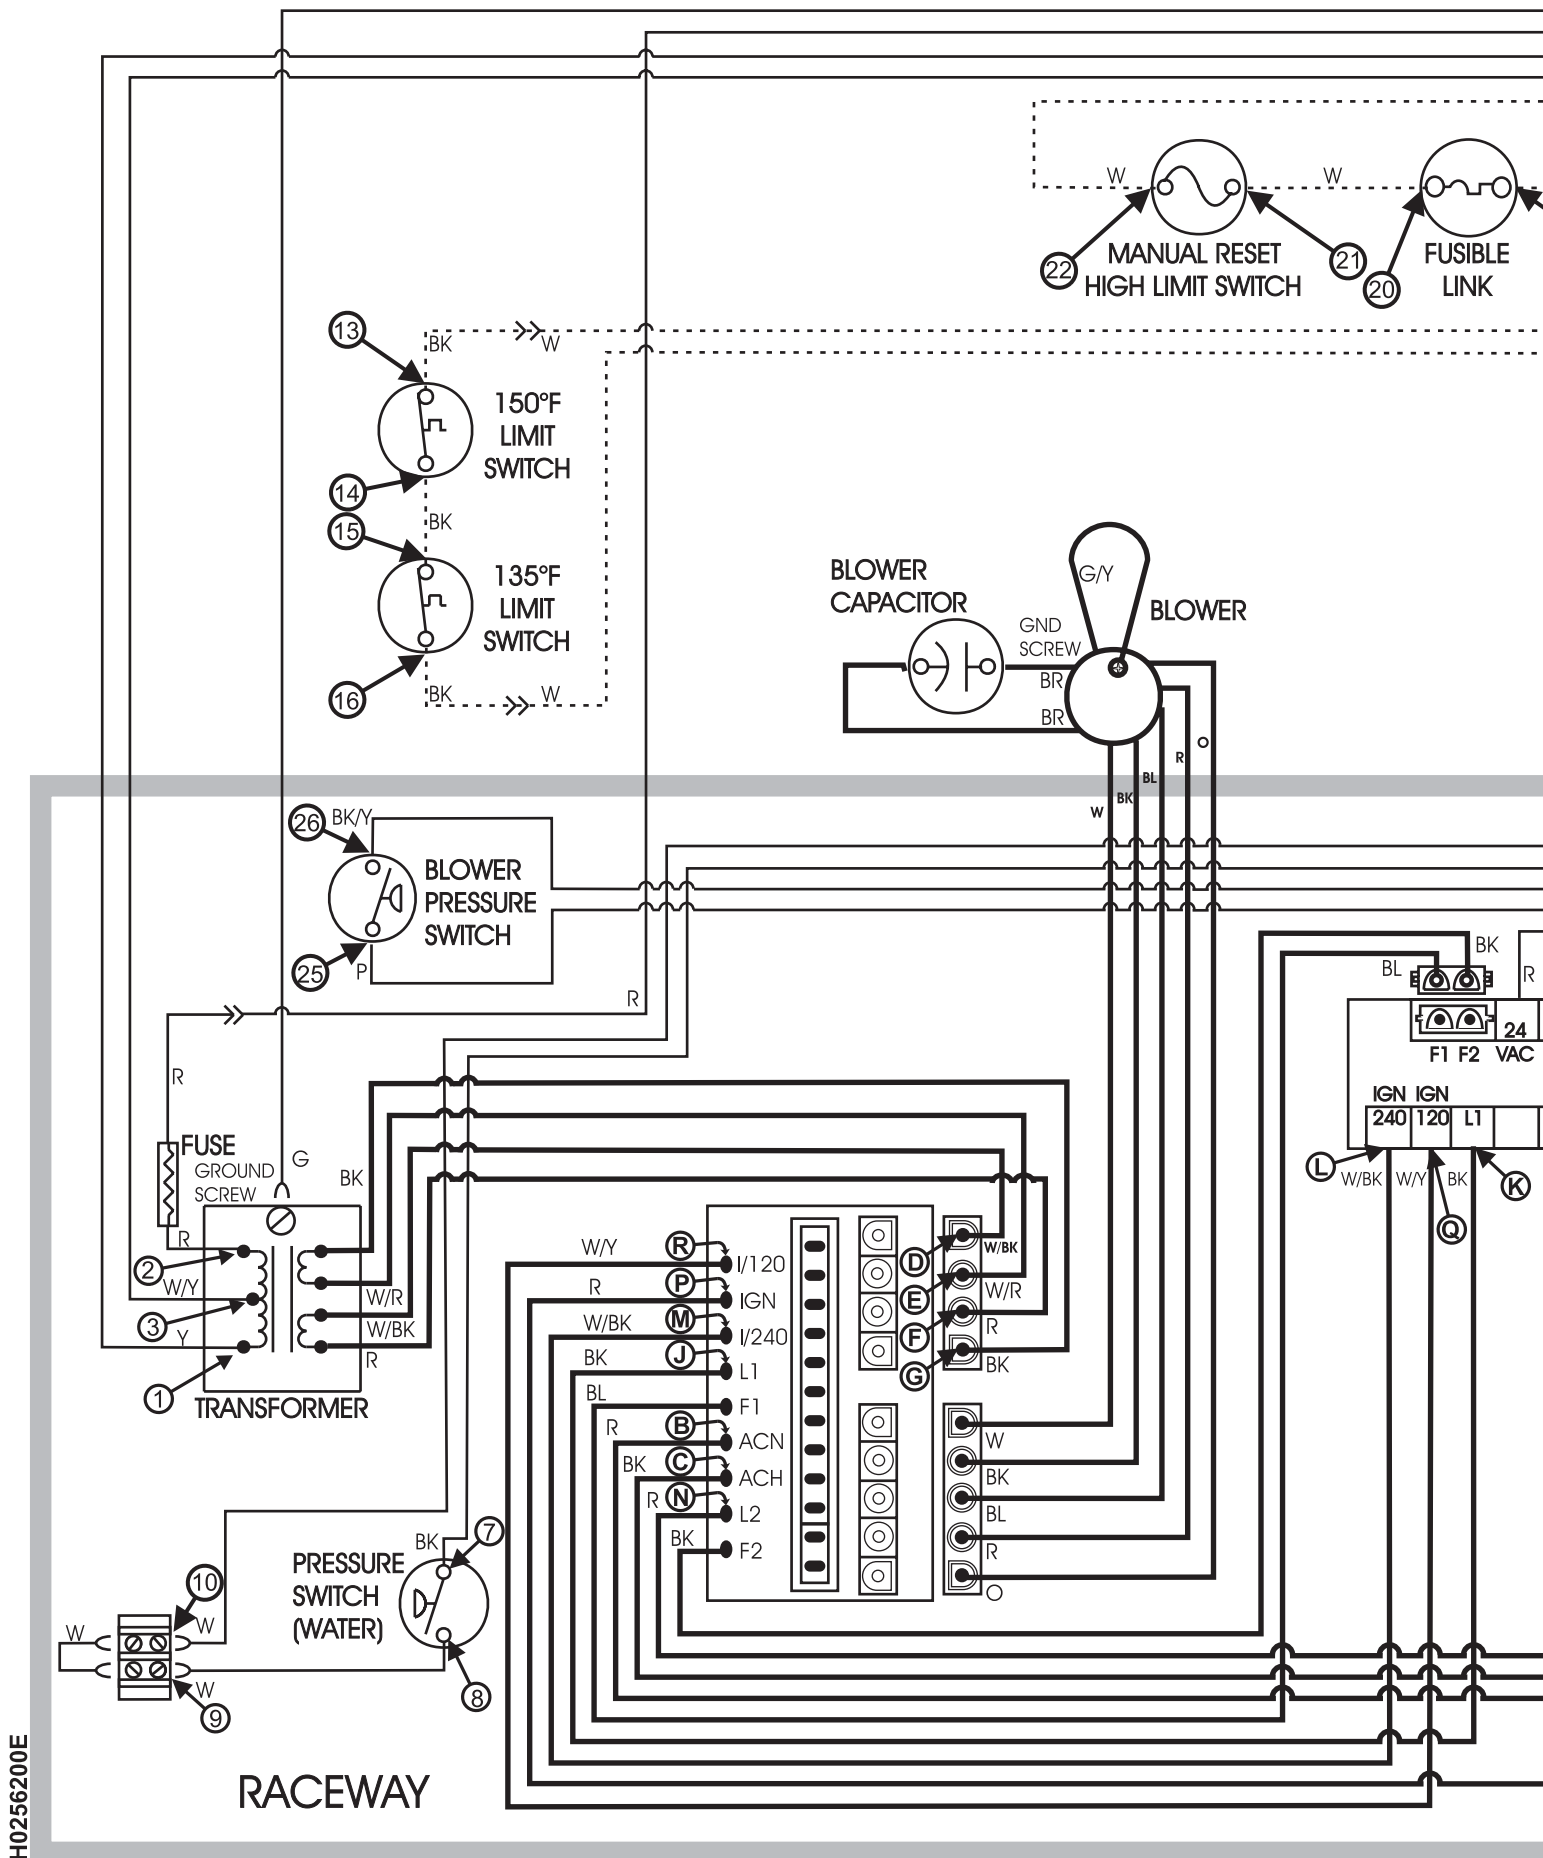 W
W
22
MANUAL RESET
HIGH LIMIT SWITCH
21
20
FUSIBLE
LINK
13
BK
W
150°F
LIMIT
SWITCH
14
BK
15
135°F
LIMIT
SWITCH
16
BK
W
BLOWER
CAPACITOR
GND
SCREW
G/Y
BLOWER
BR
BR
O
R
BL
BK
W
26
BK/Y
BLOWER
PRESSURE
SWITCH
25
P
R
BK
BL
R
24
F1 F2 VAC
R
IGN IGN
240 120 L1
L
W/BK
W/Y
BK
K
Q
FUSE
GROUND
SCREW
G
BK
R
2
W/Y
3
Y
1
W/R
W/BK
R
TRANSFORMER
W/Y
R
I/120
R
P
IGN
W/BK
M
I/240
BK
J
L1
BL
F1
R
B
ACN
BK
C
ACH
R
N
L2
BK
F2
D
W/BK
E
W/R
F
R
G
BK
W
BK
BL
R
O
BK
7
PRESSURE
SWITCH
(WATER)
8
10
W
W
W
9
RACEWAY
H0256200E